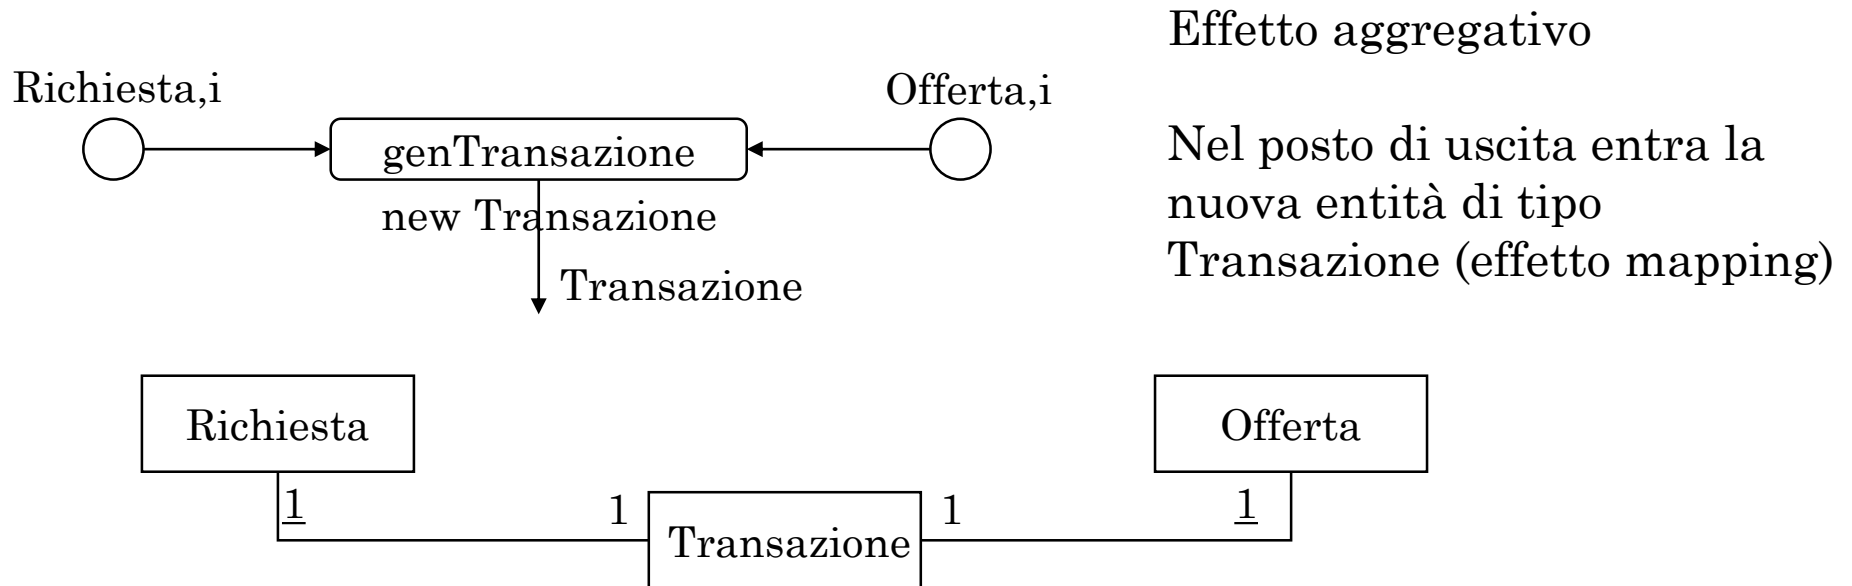 Effetto aggregativo
Richiesta,i
Offerta,i
genTransazione
new Transazione
Transazione
Nel posto di uscita entra la
nuova entità di tipo
Transazione (effetto mapping)
Richiesta
Offerta
1
1
1
1
Transazione